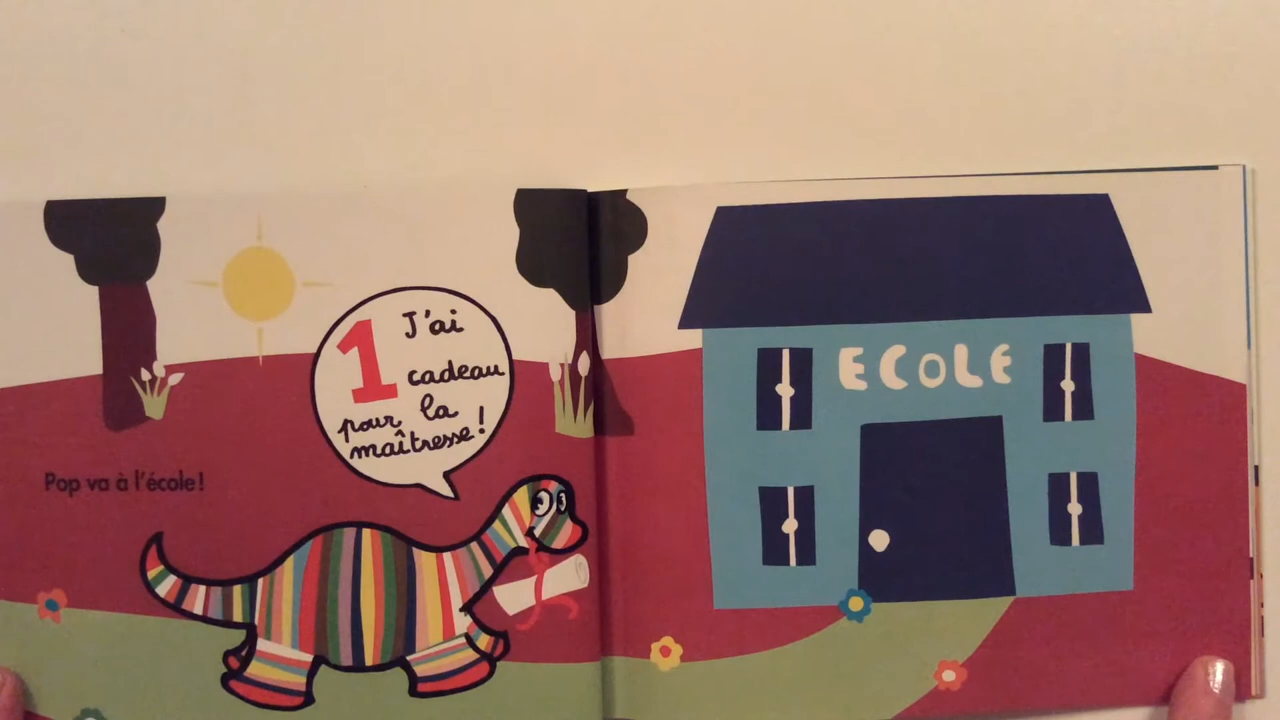 1 J'ai
cadeau
pour la
maîtresse!
Pop va à l'école!
ECOLE